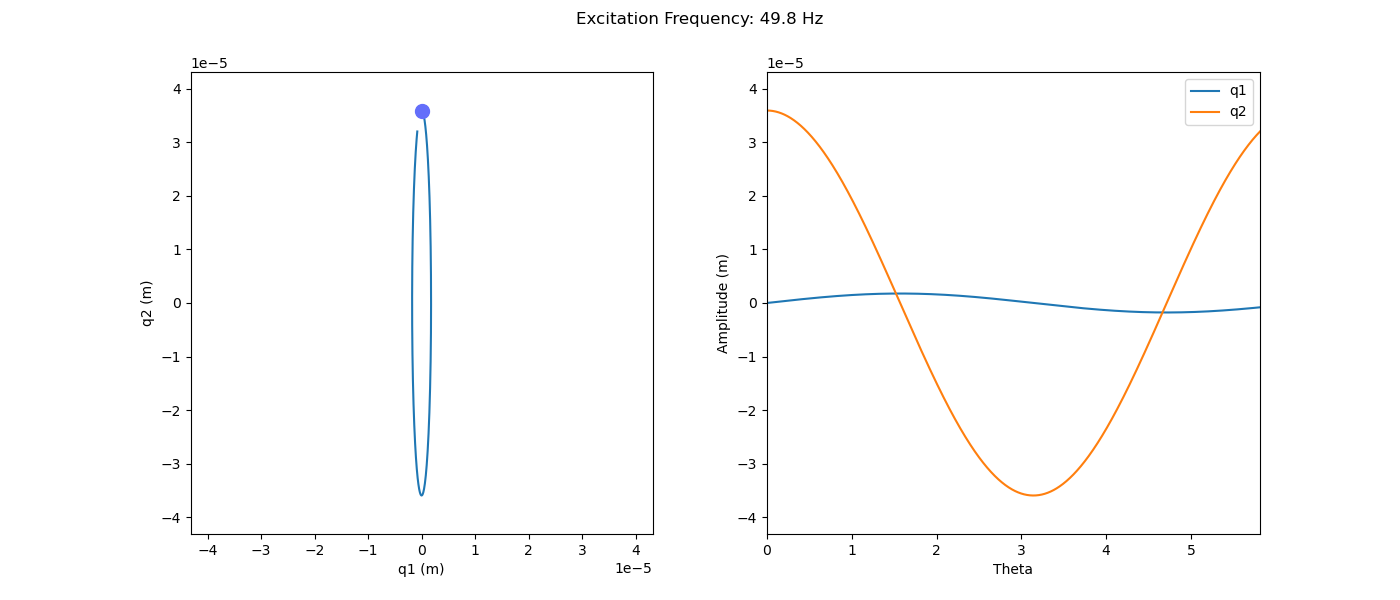 Excitation Frequency: 49.8 Hz
1e−5
4
3
2
1
0
−1
−2
−3
−4
q2 (m)
−4 −3 −2 −1 0 1 2 3 4
1e−5
q1 (m)
1e−5
q1
q2
4
3
2
1
0
−1
−2
−3
−4
Amplitude (m)
0 1 2 3 4 5
Theta